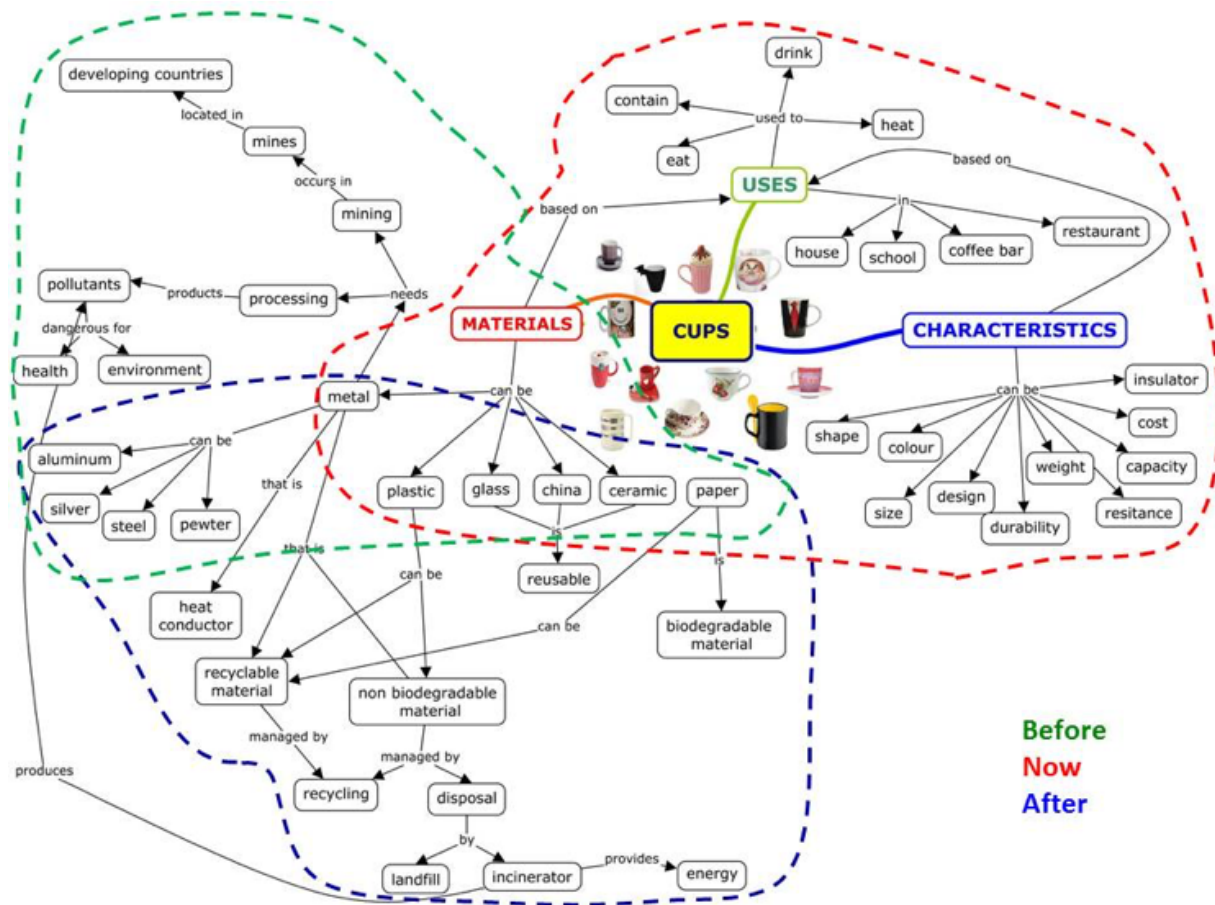 drink
developing countries
contain
located in
used to
heat
mines
eat
based on
USES
occurs in
mining
based on
in
restaurant
house
school
coffee bar
pollutants
products
processing
needs
MATERIALS
CUPS
CHARACTERISTICS
dangerous for
health
environment
metal
can be
can be
insulator
cost
shape
colour
weight
capacity
can be
aluminum
silver
steel
pewter
that is
plastic
glass
china
ceramic
paper
size
design
durability
resitance
is
that is
can be
reusable
is
heat
conductor
can be
biodegradable
material
recyclable
material
non biodegradable
material
managed by
managed by
produces
recycling
disposal
by
landfill
incinerator
provides
energy
Before
Now
After